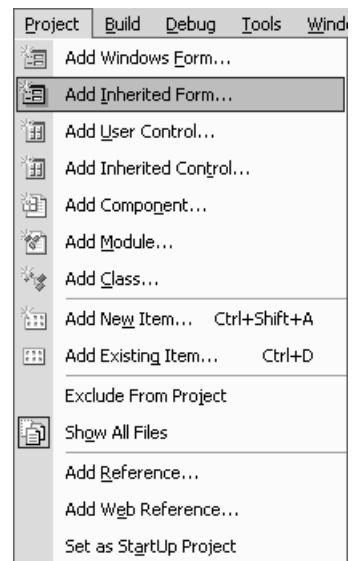 Project Build Debug Tools
Add Windows Form...
Add Inherited Form...
Add User Control...
Add Inherited Control...
Add Component...
Add Module...
Add Class...
Add New Item... Ctrl+Shift+A
Add Existing Item... Ctrl+D
Exclude From Project
Show All Files
Add Reference...
Add Web Reference...
Set as StartUp Project